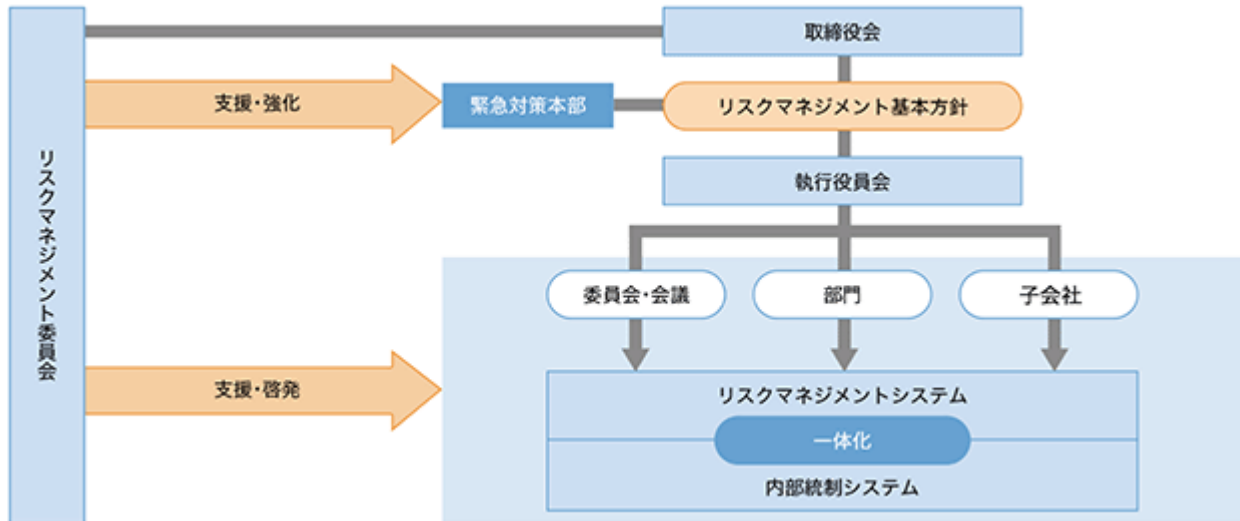 リスクマネジメント委員会
取締役会
支援・強化
緊急対策本部
リスクマネジメント基本方針
執行役員会
委員会・会議
部門
子会社
支援・啓発
リスクマネジメントシステム
一体化
内部統制システム